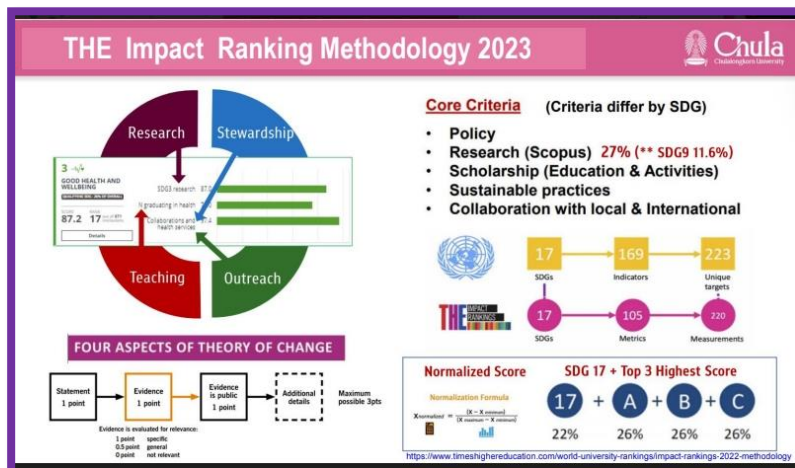 THE Impact Ranking Methodology 2023
Chula
Chulalongkorn University
Research
Stewardship
Teaching
Outreach
3
GOOD HEALTH AND
WELLBEING
87.2
17
Details
SDG3 research
graduating in health
Collaborations and
health services
FOUR ASPECTS OF THEORY OF CHANGE
Statement
1 point
Evidence
1 point
Evidence
is public
1 point
Additional
details
Maximum
possible 3pts
Evidence is evaluated for relevance:
1 point specific
0.5 point general
0 point not relevant
Core Criteria (Criteria differ by SDG)
• Policy
• Research (Scopus) 27% (** SDG9 11.6%)
• Scholarship (Education & Activities)
• Sustainable practices
• Collaboration with local & International
17
169
223
SDGs
Indicators
Unique
targets
THE IMPACT
RANKINGS
17
105
220
SDGs
Metrics
Measurements
Normalized Score
Normalization Formula
X normalized = (X – X minimum) / (X maximum – X minimum)
SDG 17 + Top 3 Highest Score
17 + A + B + C
22% 26% 26% 26%
https://www.timeshighereducation.com/world-university-rankings/impact-rankings-2022-methodology